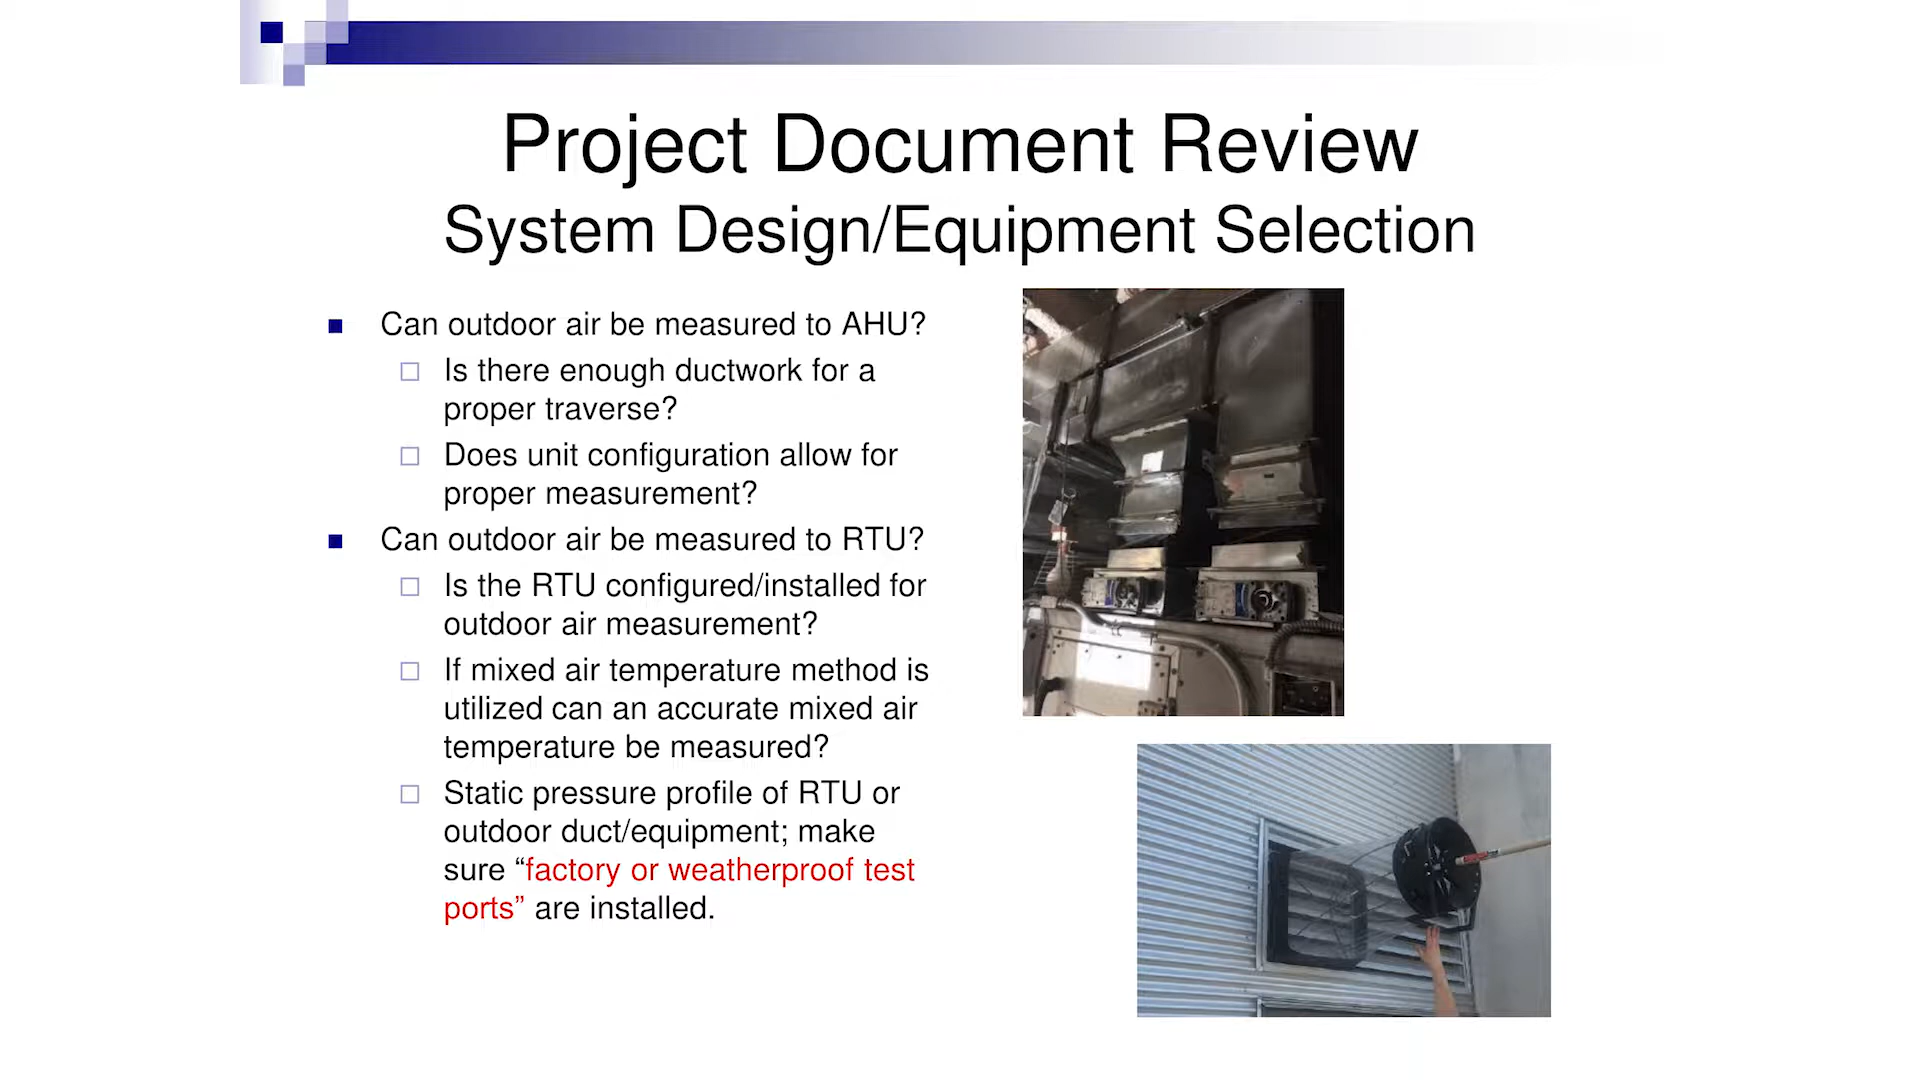 Project Document Review
System Design/Equipment Selection
Can outdoor air be measured to AHU?
Is there enough ductwork for a
proper traverse?
Does unit configuration allow for
proper measurement?
Can outdoor air be measured to RTU?
Is the RTU configured/installed for
outdoor air measurement?
If mixed air temperature method is
utilized can an accurate mixed air
temperature be measured?
Static pressure profile of RTU or
outdoor duct/equipment; make
sure “factory or weatherproof test
ports” are installed.